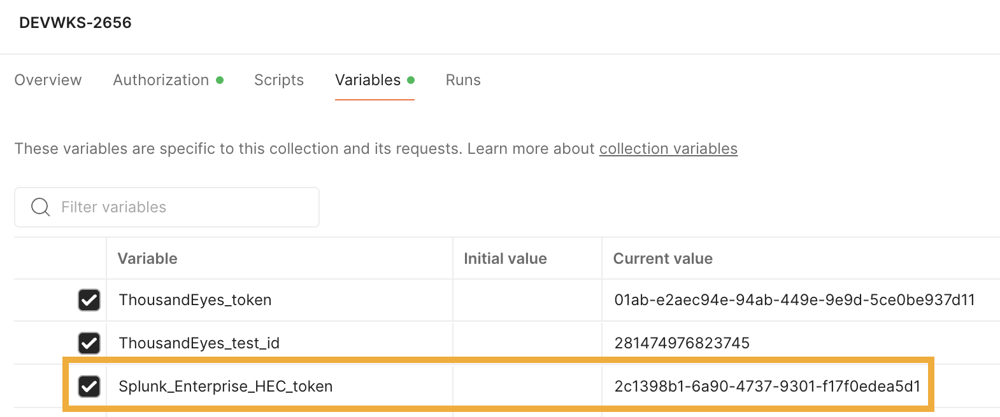 DEVWKS-2656
Overview Authorization Scripts Variables Runs
These variables are specific to this collection and its requests. Learn more about collection variables
Filter variables
Variable Initial value Current value
ThousandEyes_token 01ab-e2aec94e-94ab-449e-9e9d-5ce0be937d11
ThousandEyes_test_id 281474976823745
Splunk_Enterprise_HEC_token 2c1398b1-6a90-4737-9301-f17f0edea5d1